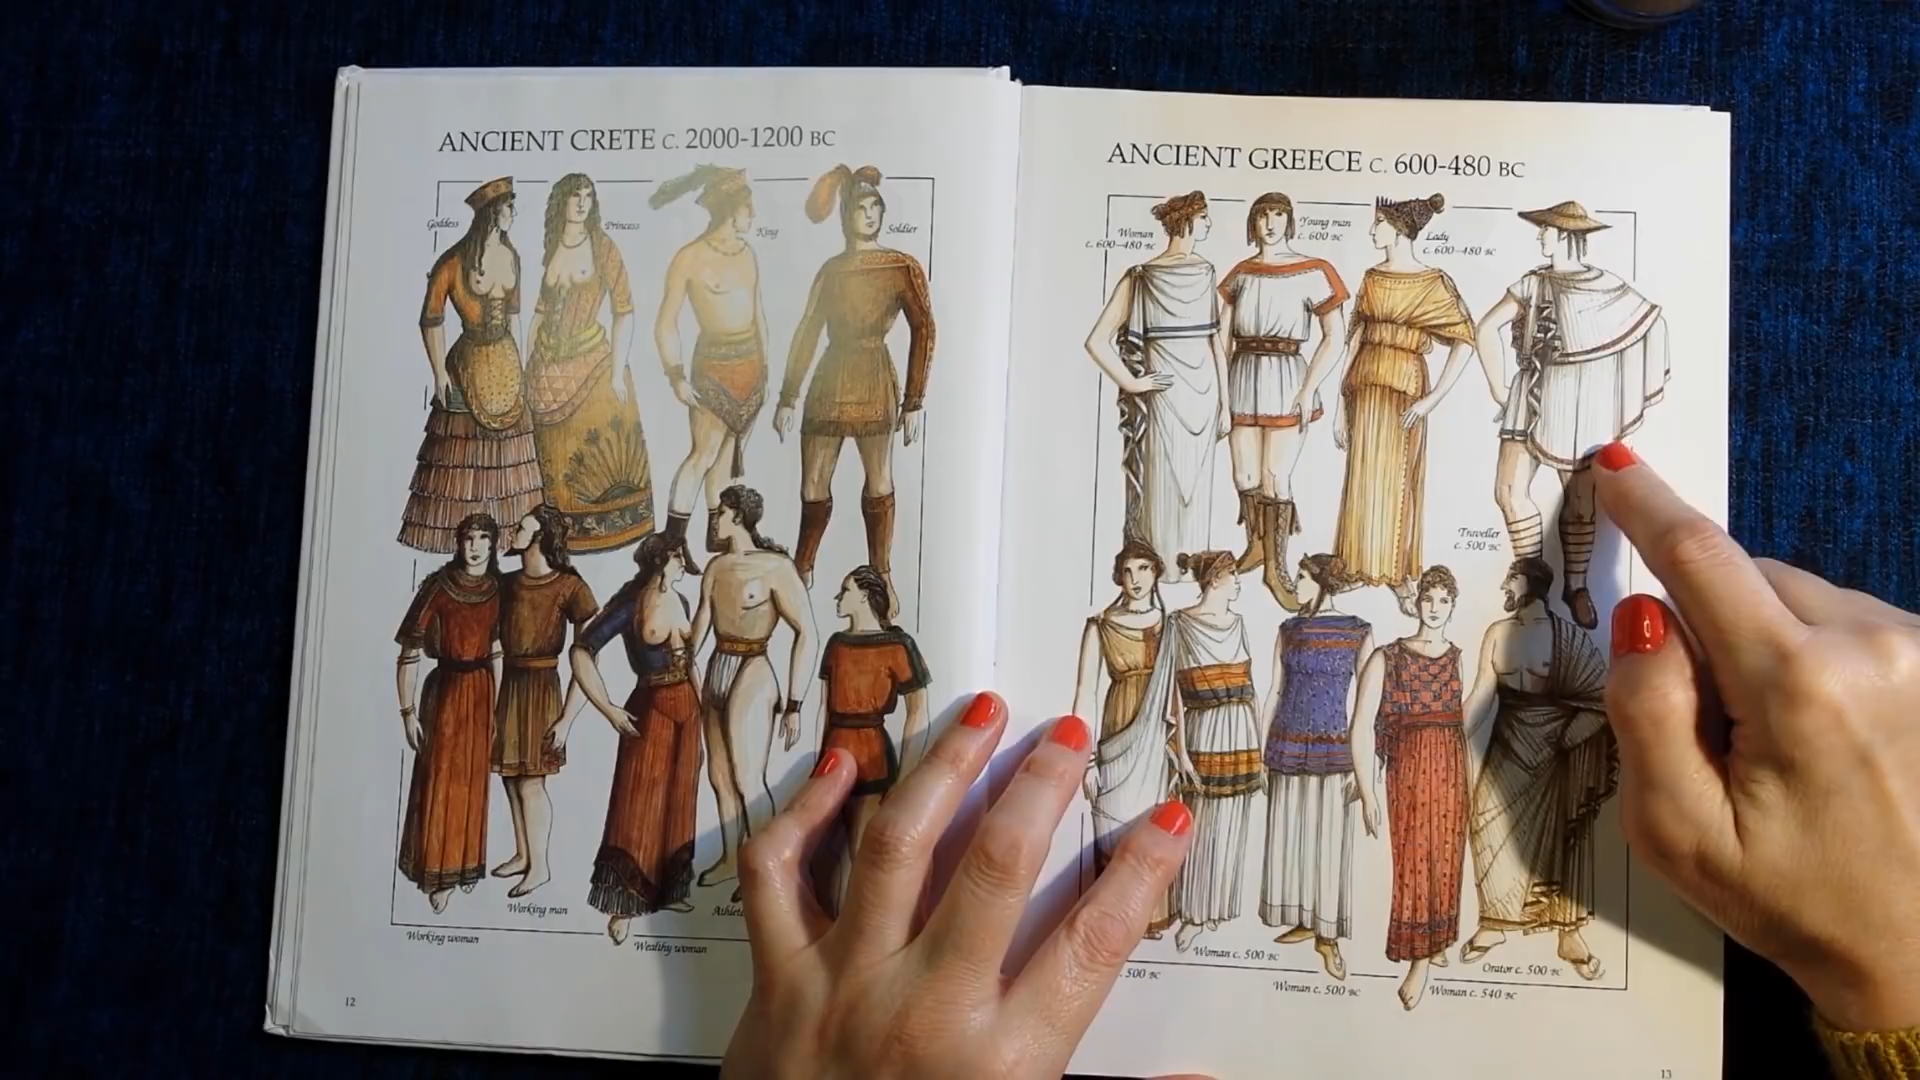 ANCIENT CRETE C. 2000-1200 BC
Goddess
Princess
King
Soldier
Working woman
Working man
Wealthy woman
12
ANCIENT GREECE C. 600-480 BC
Woman
c. 600–480 BC
Young man
c. 600 BC
Lady
c. 600–480 BC
Traveller
c. 500 BC
. 500 BC
Woman c. 500 BC
Woman c. 500 BC
Woman c. 540 BC
Orator c. 500 BC
13